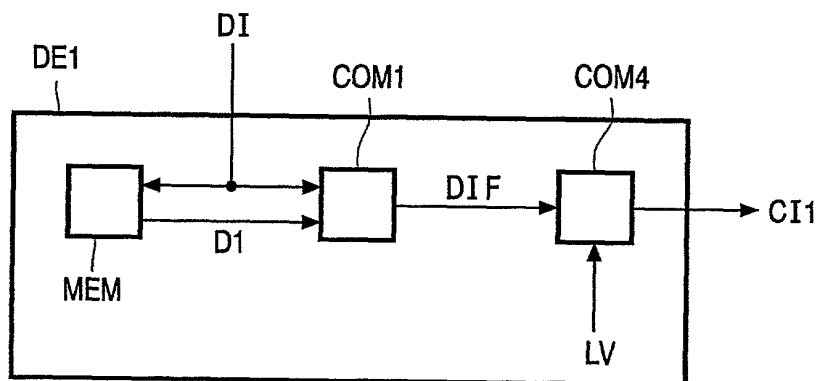 DI
DE1
COM1
COM4
DIF
CI1
D1
MEM
LV